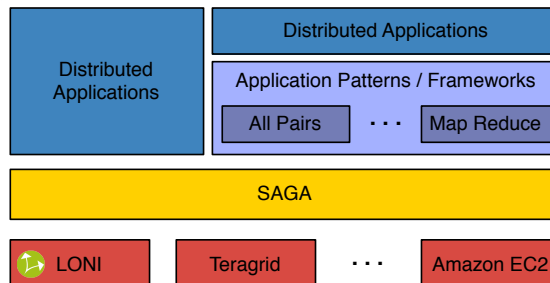 Distributed
Applications
Distributed Applications
Application Patterns / Frameworks
All Pairs
. . .
Map Reduce
SAGA
LONI
Teragrid
. . .
Amazon EC2